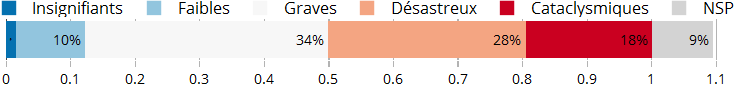 Insignifiants Faibles Graves Désastreux Cataclysmiques NSP
10% 34% 28% 18% 9%
0 0.1 0.2 0.3 0.4 0.5 0.6 0.7 0.8 0.9 1 1.1